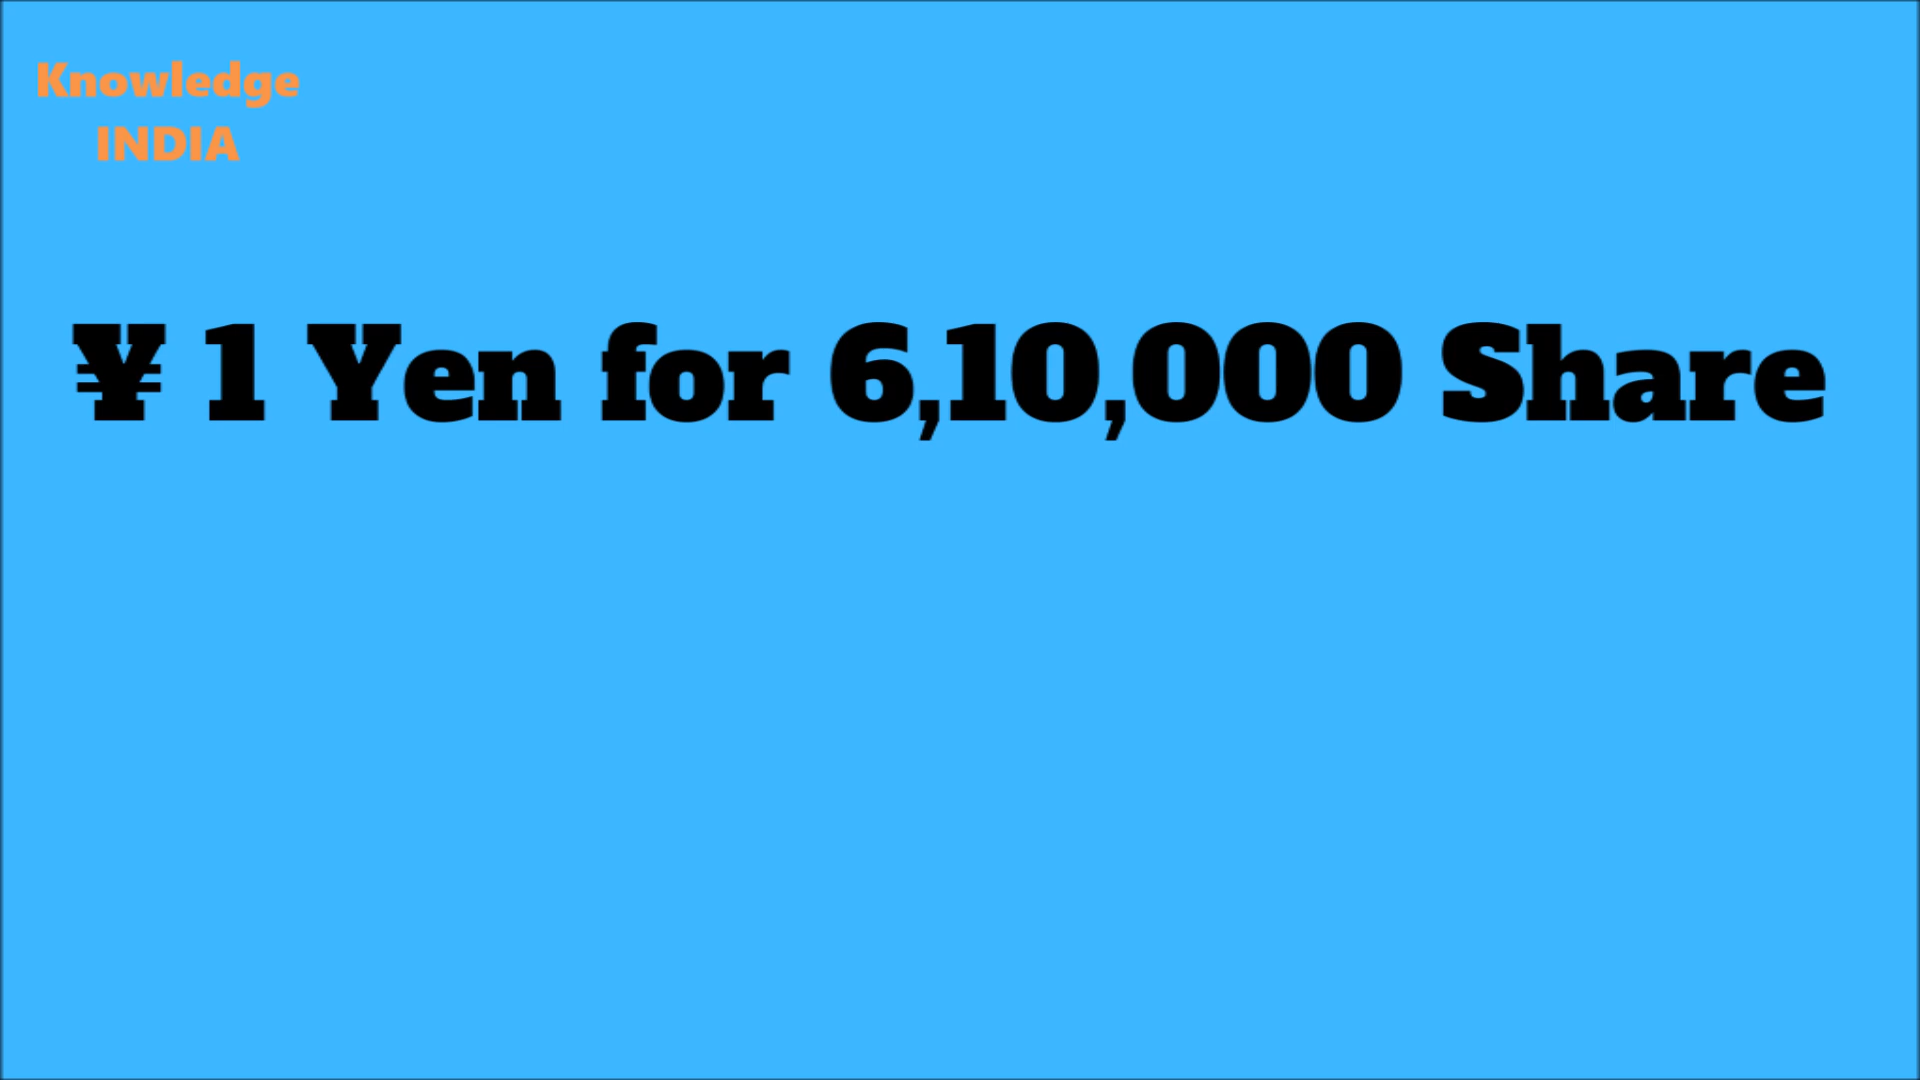 Knowledge
INDIA
¥ 1 Yen for 6,10,000 Share